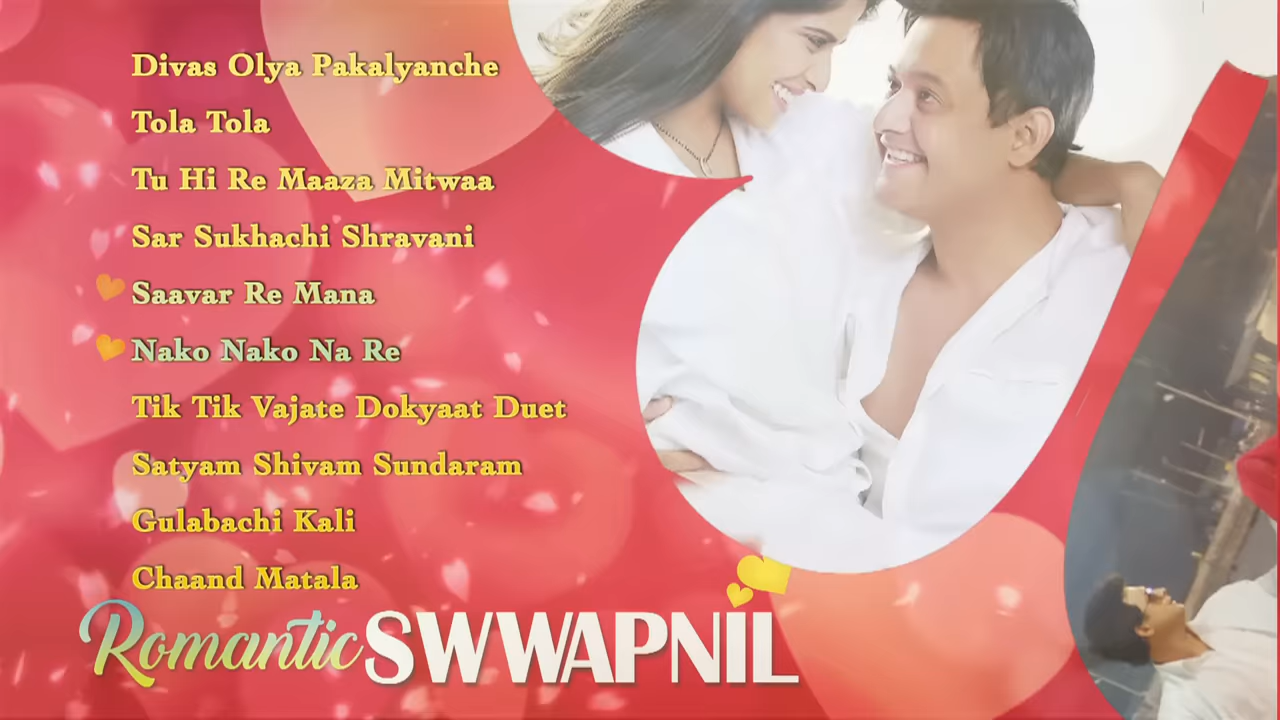 Divas Olya Pakalyanche
Tola Tola
Tu Hi Re Maaza Mitwaa
Sar Sukhachi Shravani
Saavar Re Mana
Nako Nako Na Re
Tik Tik Vajate Dokyaat Duet
Satyam Shivam Sundaram
Gulabachi Kali
Chaand Matala
Romantic SWWAPNIL